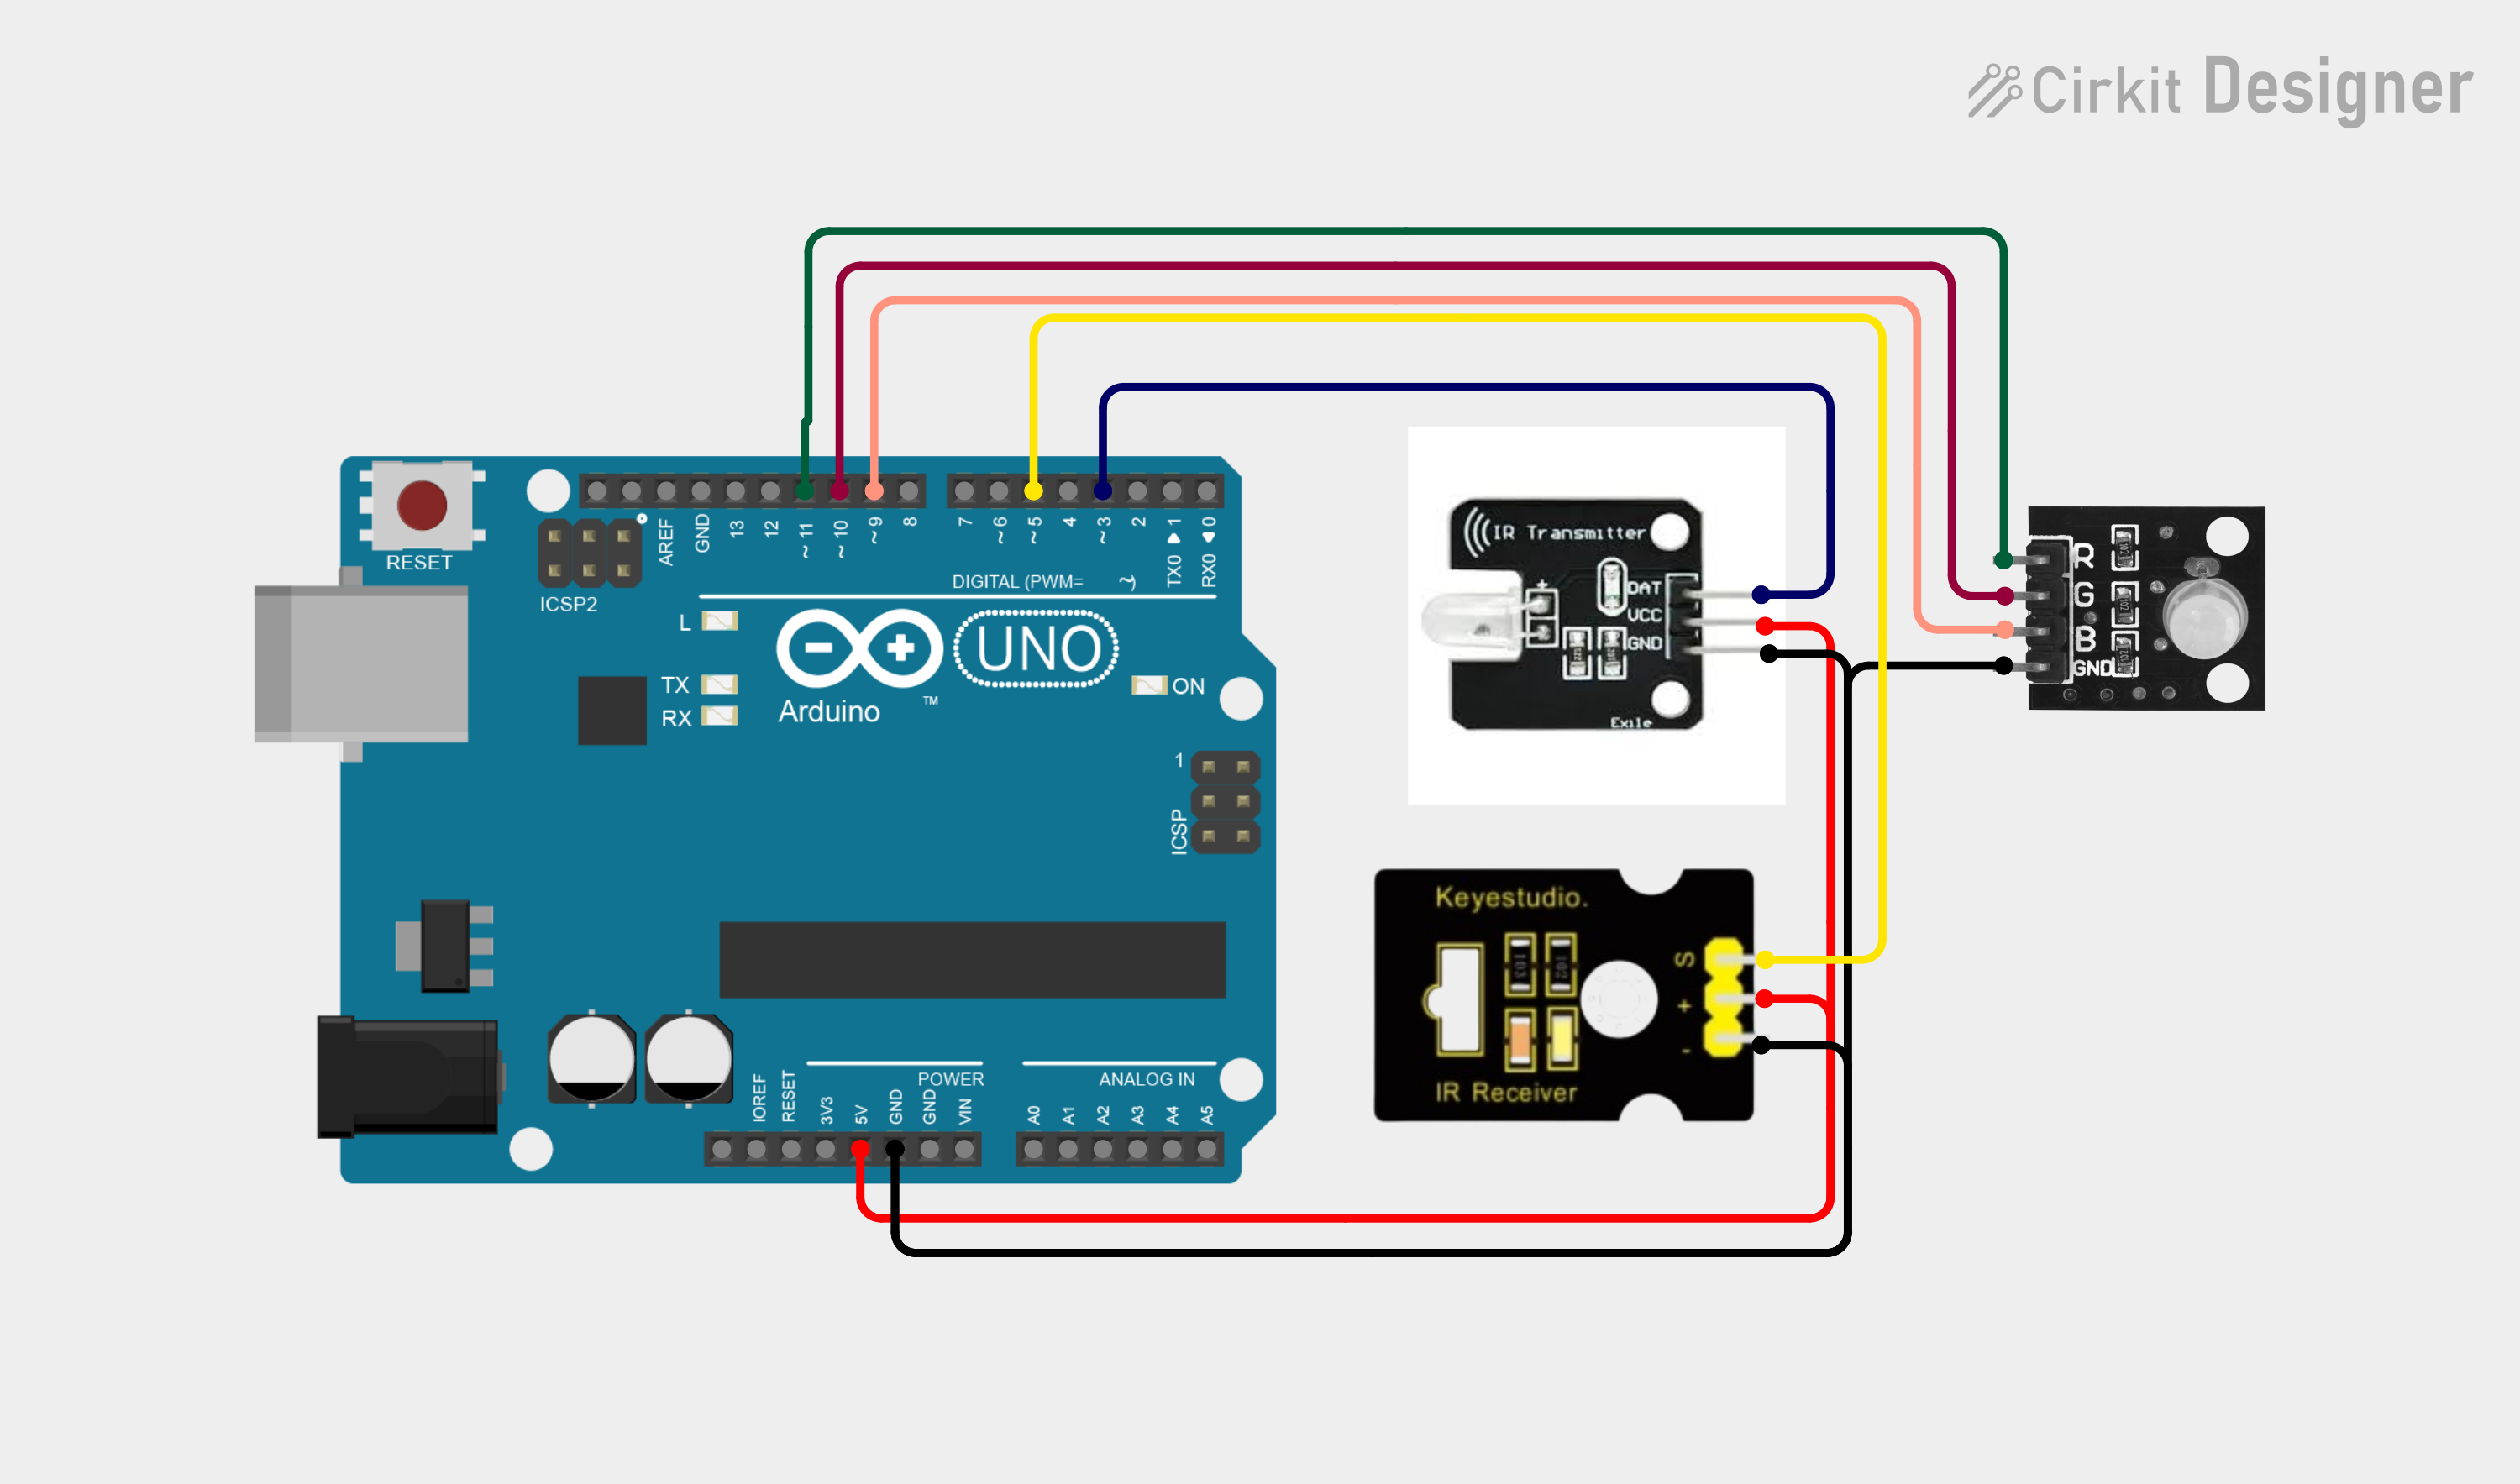 Cirkit Designer
RESET
ICSP2
AREF
GND
13
12
~ 11
~ 10
~ 9
8
7
~ 6
~ 5
4
~ 3
2
TX0 ▶ 1
RX0 ◀ 0
DIGITAL (PWM= ~)
L
TX
RX
UNO
Arduino
TM
ON
1
ICSP
IOREF
RESET
3V3
5V
GND
GND
VIN
POWER
ANALOG IN
A0
A1
A2
A3
A4
A5
IR Transmitter
+
DAT
VCC
GND
Exile
Keyestudio.
103
102
S
+
-
IR Receiver
R
G
B
GND